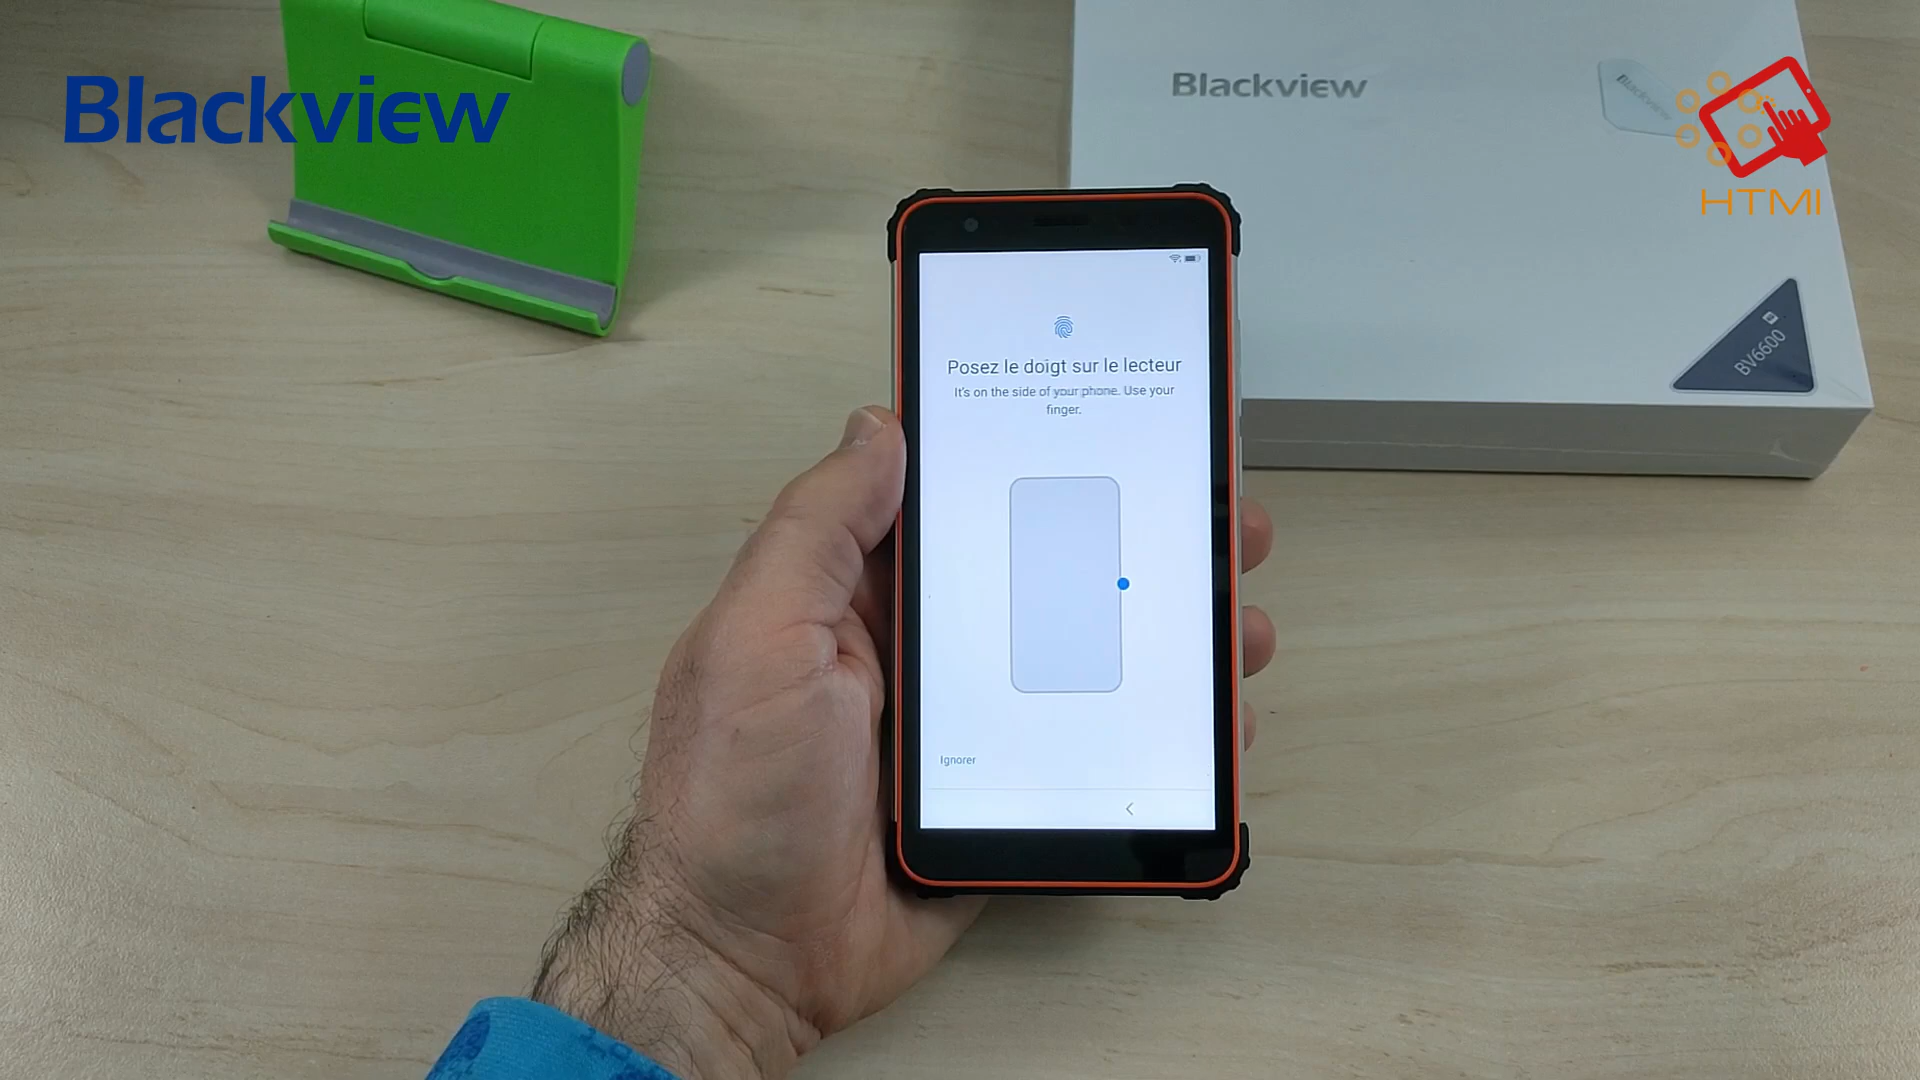 Blackview
Blackview
Blackview
HTMI
BV6600
Posez le doigt sur le lecteur
It's on the side of your phone. Use your
finger.
Ignorer